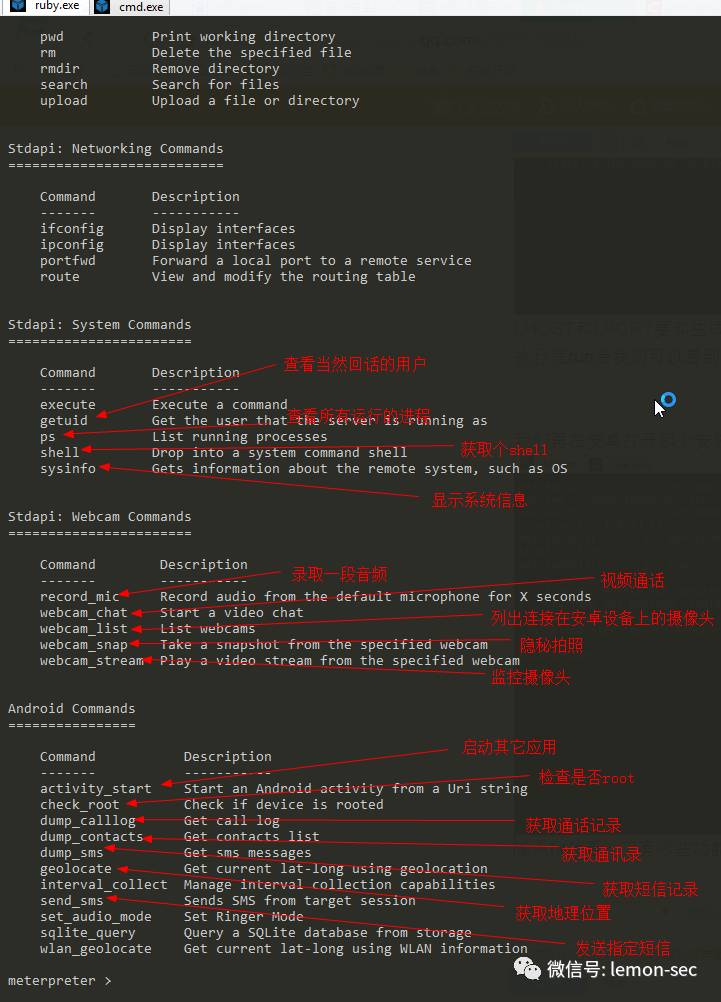 ruby.exe cmd.exe
pwd Print working directory
rm Delete the specified file
rmdir Remove directory
search Search for files
upload Upload a file or directory
Stdapi: Networking Commands
===========================
Command Description
------- -----------
ifconfig Display interfaces
ipconfig Display interfaces
portfwd Forward a local port to a remote service
route View and modify the routing table
Stdapi: System Commands
=======================
查看当然回话的用户
Command Description
------- -----------
execute Execute a command
查看所有运行的进程
getuid Get the user that the server is running as
ps List running processes
shell Drop into a system command shell
获取个shell
sysinfo Gets information about the remote system, such as OS
显示系统信息
Stdapi: Webcam Commands
=======================
Command Description
------- -----------
录取一段音频
视频通话
record_mic Record audio from the default microphone for X seconds
webcam_chat Start a video chat
列出连接在安卓设备上的摄像头
webcam_list List webcams
webcam_snap Take a snapshot from the specified webcam
隐秘拍照
webcam_stream Play a video stream from the specified webcam
监控摄像头
Android Commands
================
启动其它应用
Command Description
------- -----------
检查是否root
activity_start Start an Android activity from a Uri string
check_root Check if device is rooted
dump_calllog Get call log
获取通话记录
dump_contacts Get contacts list
获取通讯录
dump_sms Get sms messages
geolocate Get current lat-long using geolocation
interval_collect Manage interval collection capabilities
获取短信记录
send_sms Sends SMS from target session
获取地理位置
set_audio_mode Set Ringer Mode
sqlite_query Query a SQLite database from storage
发送指定短信
wlan_geolocate Get current lat-long using WLAN information
微信号: lemon-sec
meterpreter >